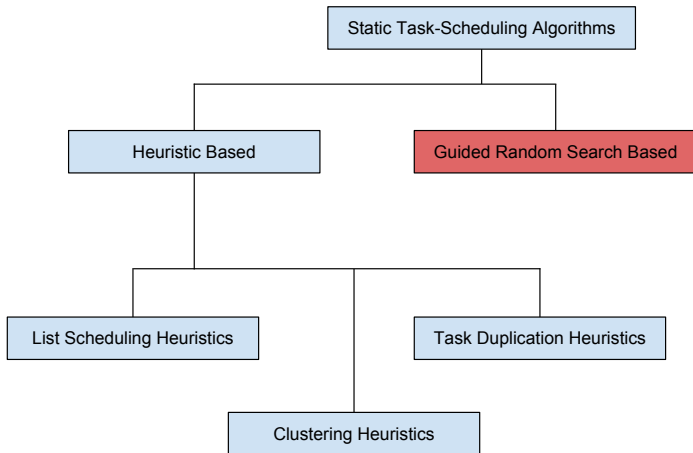 Static Task-Scheduling Algorithms
Heuristic Based
Guided Random Search Based
List Scheduling Heuristics
Task Duplication Heuristics
Clustering Heuristics